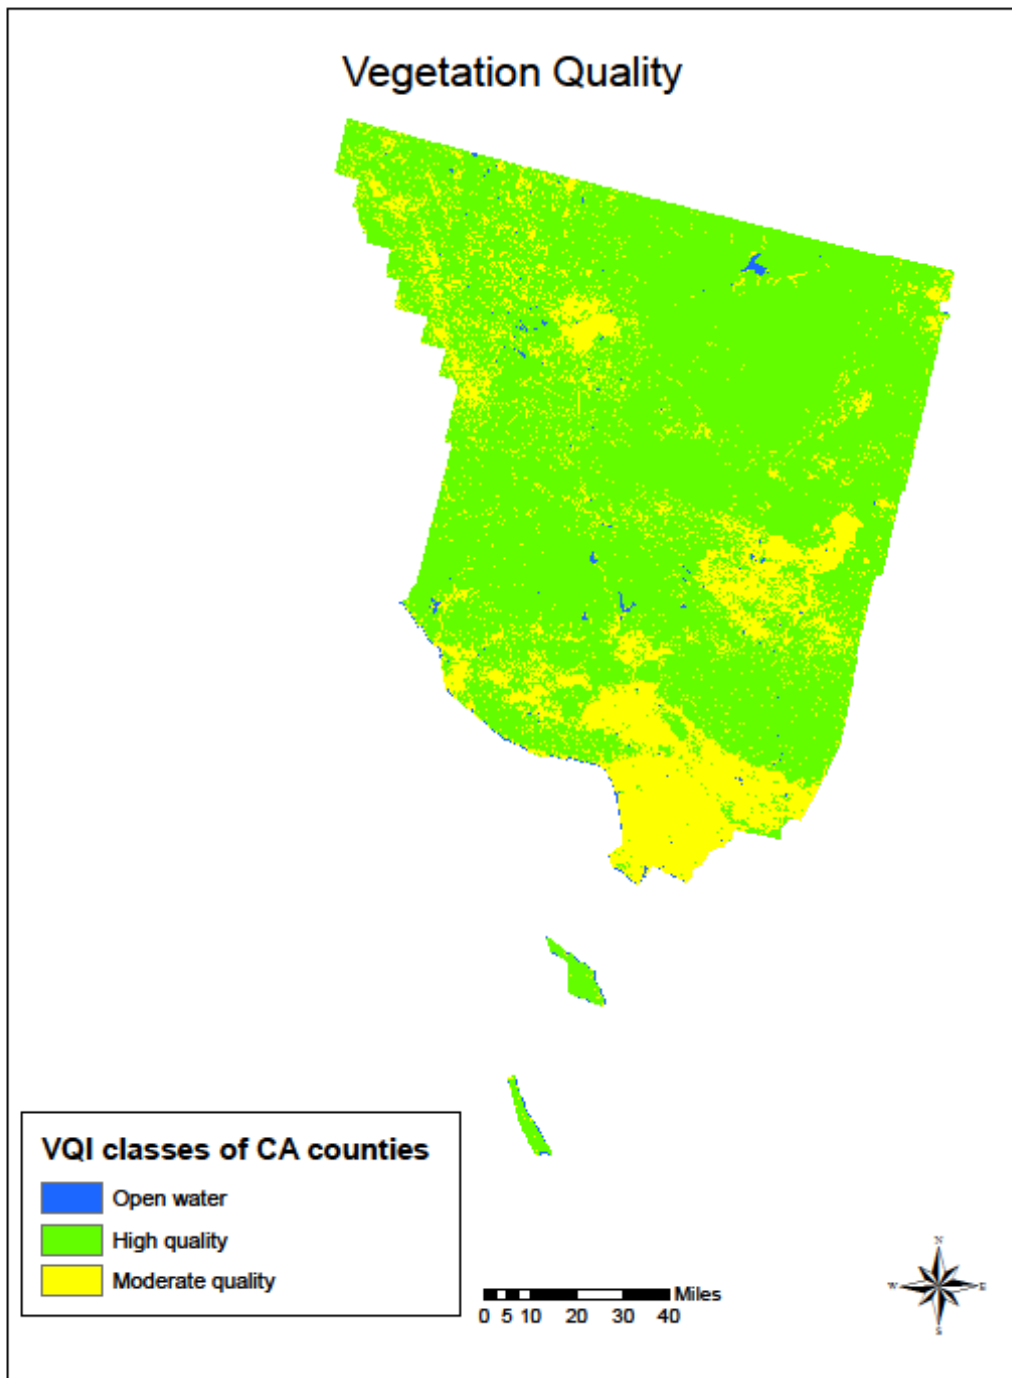 Vegetation Quality
VQI classes of CA counties
Open water
High quality
Moderate quality
Miles
0 5 10 20 30 40
N
W E
S